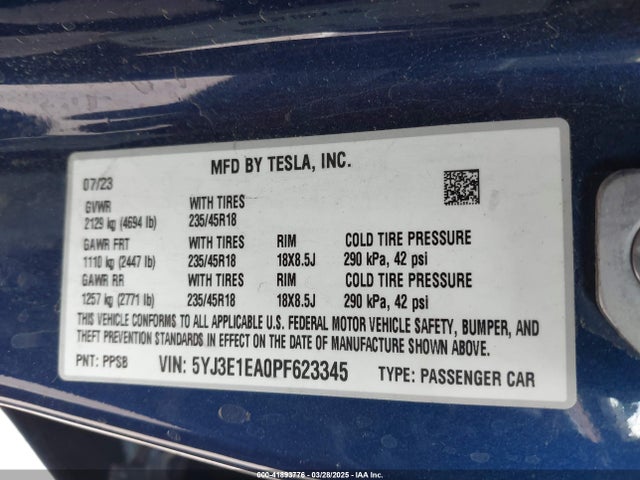 MFD BY TESLA, INC.
07/23
GVWR WITH TIRES
2129 kg (4694 lb) 235/45R18
GAWR FRT WITH TIRES RIM COLD TIRE PRESSURE
1110 kg (2447 lb) 235/45R18 18X8.5J 290 kPa, 42 psi
GAWR RR WITH TIRES RIM COLD TIRE PRESSURE
1257 kg (2771 lb) 235/45R18 18X8.5J 290 kPa, 42 psi
THIS VEHICLE CONFORMS TO ALL APPLICABLE U.S. FEDERAL MOTOR VEHICLE SAFETY, BUMPER, AND
THEFT PREVENTION STANDARDS IN EFFECT ON THE DATE OF MANUFACTURE SHOWN ABOVE.
PNT: PPSB VIN: 5YJ3E1EA0PF623345 TYPE: PASSENGER CAR
000-41893776 | 03/28/2025 | IAA Inc.